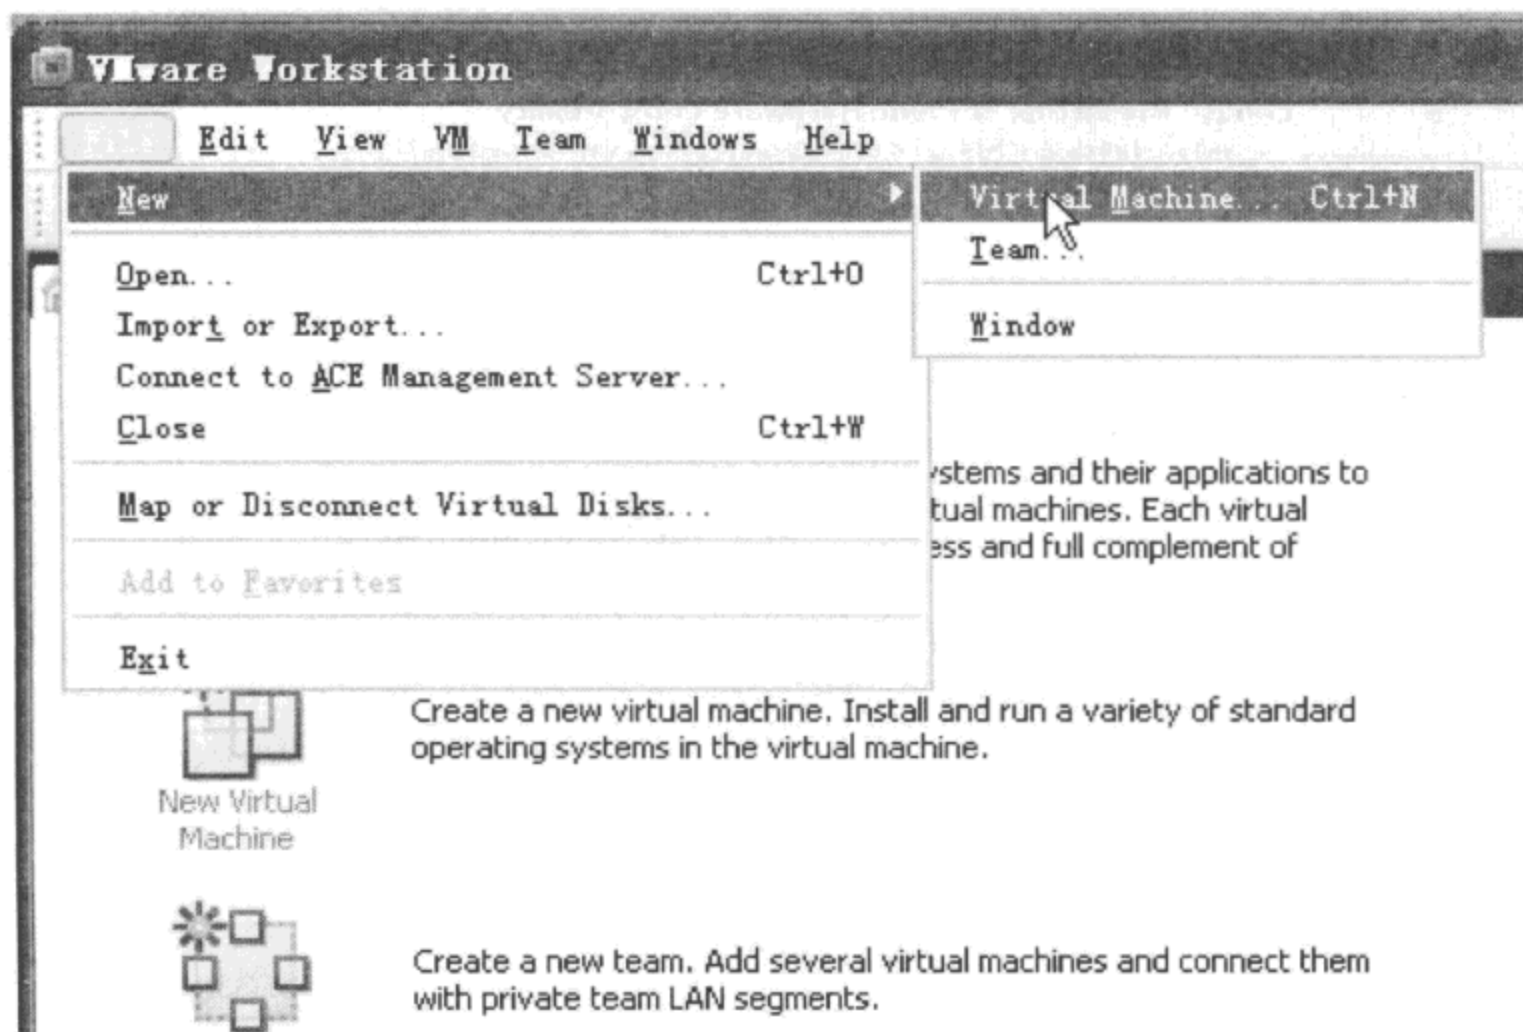 VMware Workstation
Edit View VM Team Windows Help
New
Virtual Machine... Ctrl+N
Team...
Window
Open... Ctrl+O
Import or Export...
Connect to ACE Management Server...
Close Ctrl+W
Map or Disconnect Virtual Disks...
Add to Favorites
Exit
systems and their applications to
tual machines. Each virtual
ess and full complement of
Create a new virtual machine. Install and run a variety of standard
operating systems in the virtual machine.
New Virtual
Machine
Create a new team. Add several virtual machines and connect them
with private team LAN segments.